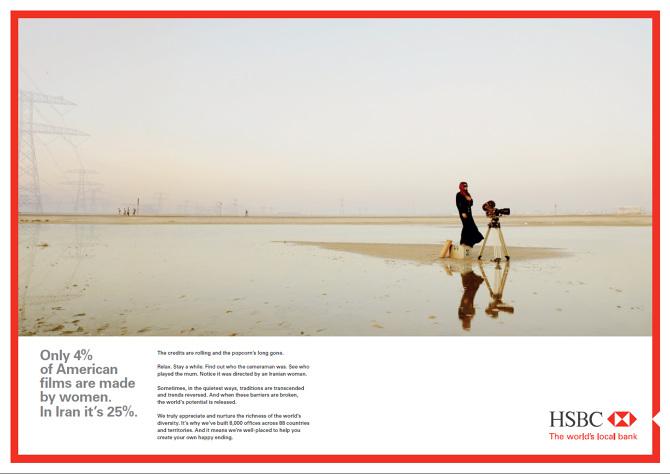 Only 4%
of American
films are made
by women.
In Iran it's 25%.
The credits are rolling and the popcorn's long gone.
Relax. Stay a while. Find out who the cameraman was. See who
played the mum. Notice it was directed by an Iranian woman.
Sometimes, in the quietest ways, traditions are transcended
and trends reversed. And when these barriers are broken,
the world's potential is released.
We truly appreciate and nurture the richness of the world's
diversity. It's why we've built 8,000 offices across 88 countries
and territories. And it means we're well-placed to help you
create your own happy ending.
HSBC
The world's local bank